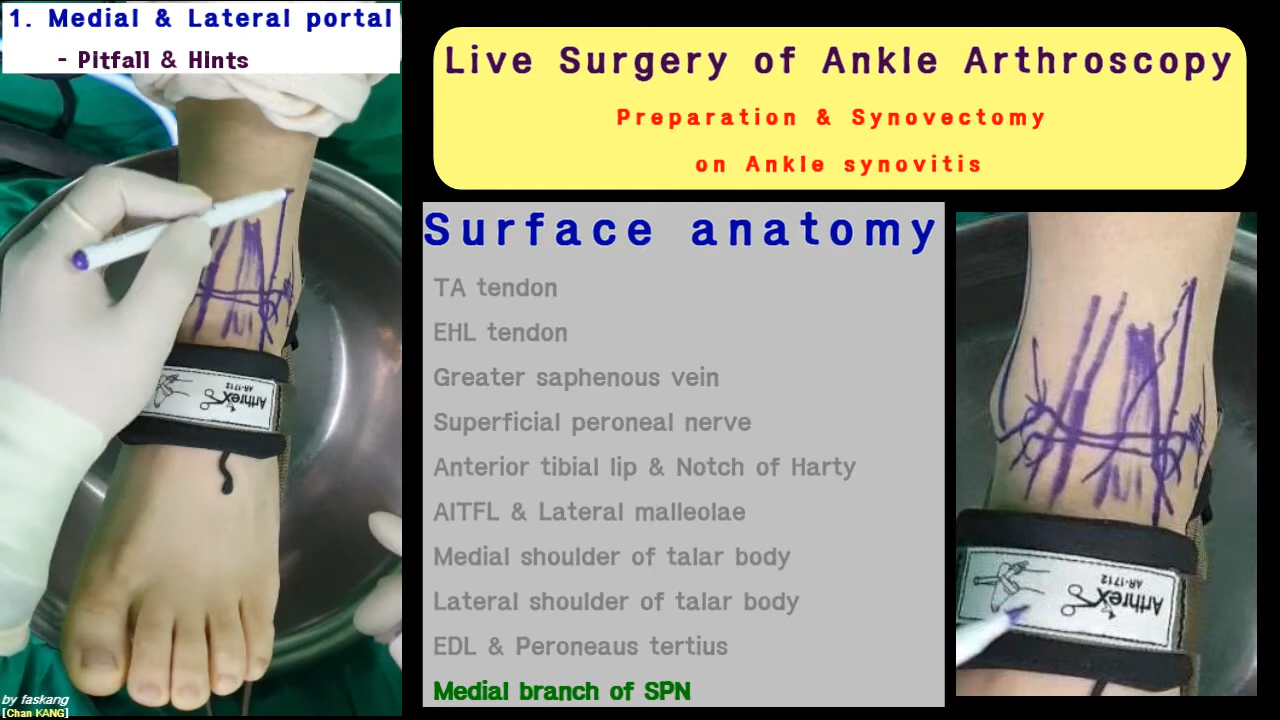 1. Medial & Lateral portal
- Pitfall & Hints
Live Surgery of Ankle Arthroscopy
Preparation & Synovectomy
on Ankle synovitis
Surface anatomy
TA tendon
EHL tendon
Greater saphenous vein
Superficial peroneal nerve
Anterior tibial lip & Notch of Harty
AITFL & Lateral malleolae
Medial shoulder of talar body
Lateral shoulder of talar body
EDL & Peroneaus tertius
Medial branch of SPN
Arthrex
AR-1712
Arthrex
AR-1712
by faskang
[Chan KANG]